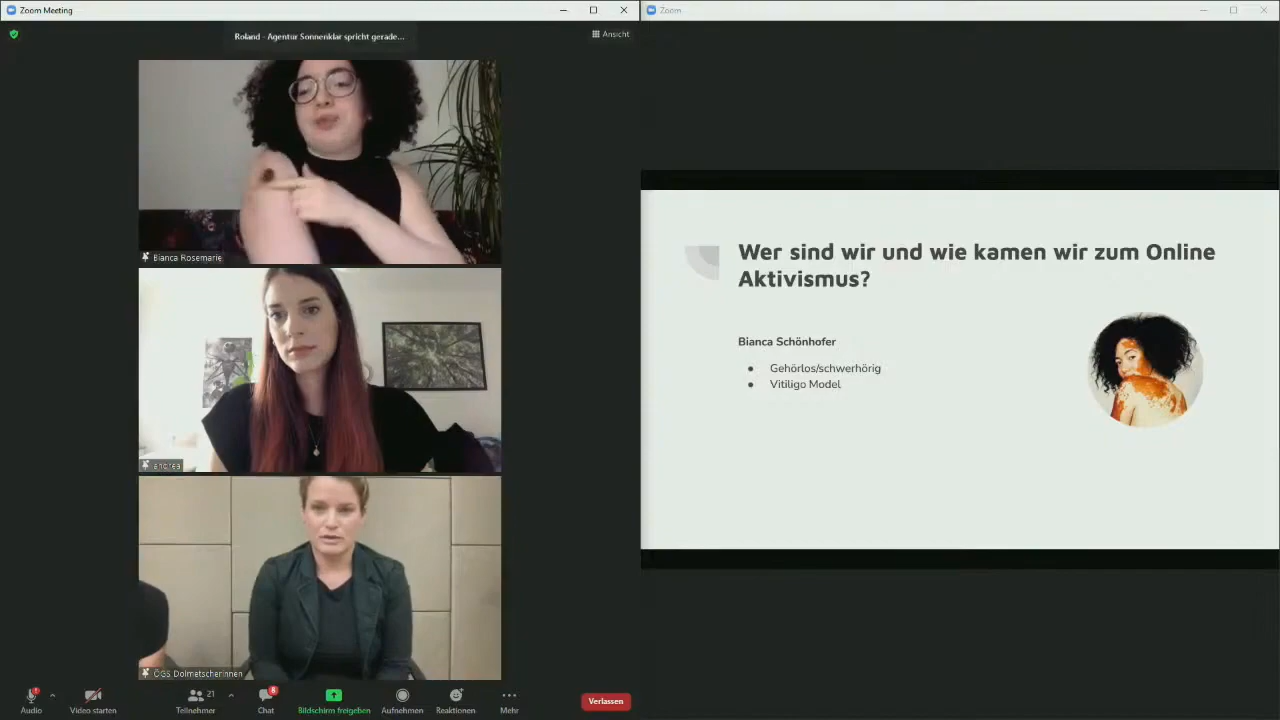 Zoom Meeting
Roland - Agentur Sonnenklar spricht gerade...
Ansicht
Bianca Rosemarie
andrea
ÖGS DolmetscherInnen
Audio
Video starten
21
Teilnehmer
8
Chat
Bildschirm freigeben
Aufnehmen
Reaktionen
Mehr
Verlassen
Zoom
Wer sind wir und wie kamen wir zum Online
Aktivismus?
Bianca Schönhofer
● Gehörlos/schwerhörig
● Vitiligo Model